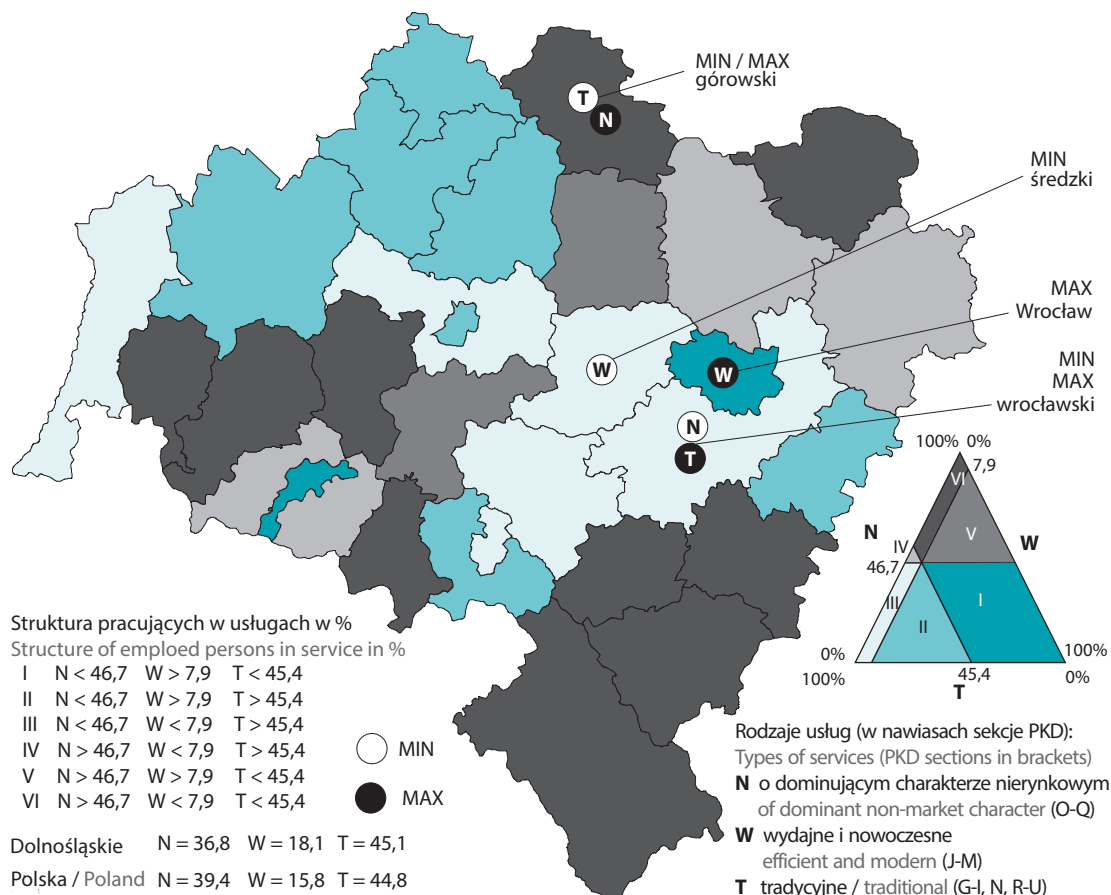 MIN / MAX
górowski
T
N
MIN
średzki
MAX
Wrocław
W
W
MIN
MAX
wrocławski
N
T
100% 0%
7,9
VI
N
V
W
IV
46,7
III
I
II
0%
100%
100%
45,4
0%
T
Struktura pracujących w usługach w %
Structure of emploed persons in service in %
I N < 46,7 W > 7,9 T < 45,4
II N < 46,7 W > 7,9 T > 45,4
III N < 46,7 W < 7,9 T > 45,4
IV N > 46,7 W < 7,9 T > 45,4
V N > 46,7 W > 7,9 T < 45,4
VI N > 46,7 W < 7,9 T < 45,4
MIN
MAX
Dolnośląskie N = 36,8 W = 18,1 T = 45,1
Polska / Poland N = 39,4 W = 15,8 T = 44,8
Rodzaje usług (w nawiasach sekcje PKD):
Types of services (PKD sections in brackets)
N o dominującym charakterze nierynkowym
of dominant non-market character (O-Q)
W wydajne i nowoczesne
efficient and modern (J-M)
T tradycyjne / traditional (G-I, N, R-U)